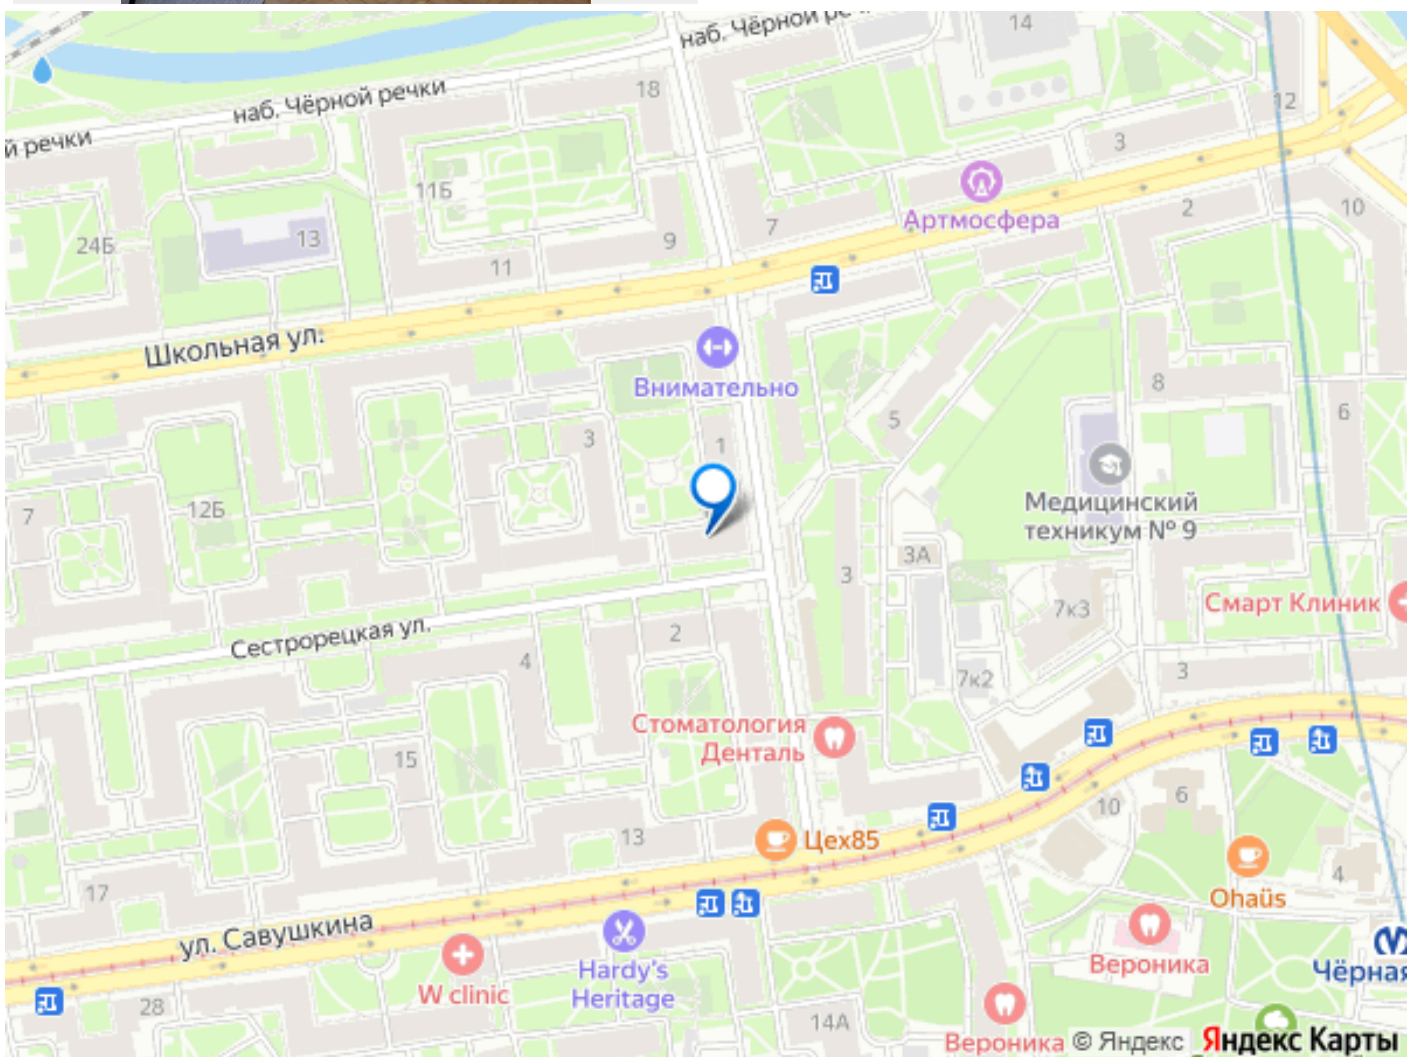 наб. Чёрной речки
14
наб. Чёрной речки
18
12
й речки
3
11Б
Артмосфера
2
10
24Б
13
9
7
11
Школьная ул.
Внимательно
8
5
6
3
1
7
12Б
Медицинский
техникум № 9
3А
3
7к3
Смарт Клиник
Сестрорецкая ул.
2
4
7к2
3
Стоматология
Денталь
15
6
10
13
Цех85
4
17
Ohaüs
ул. Савушкина
Вероника
Чёрная
Hardy's
Heritage
W clinic
28
14А
Вероника
© Яндекс Яндекс Карты